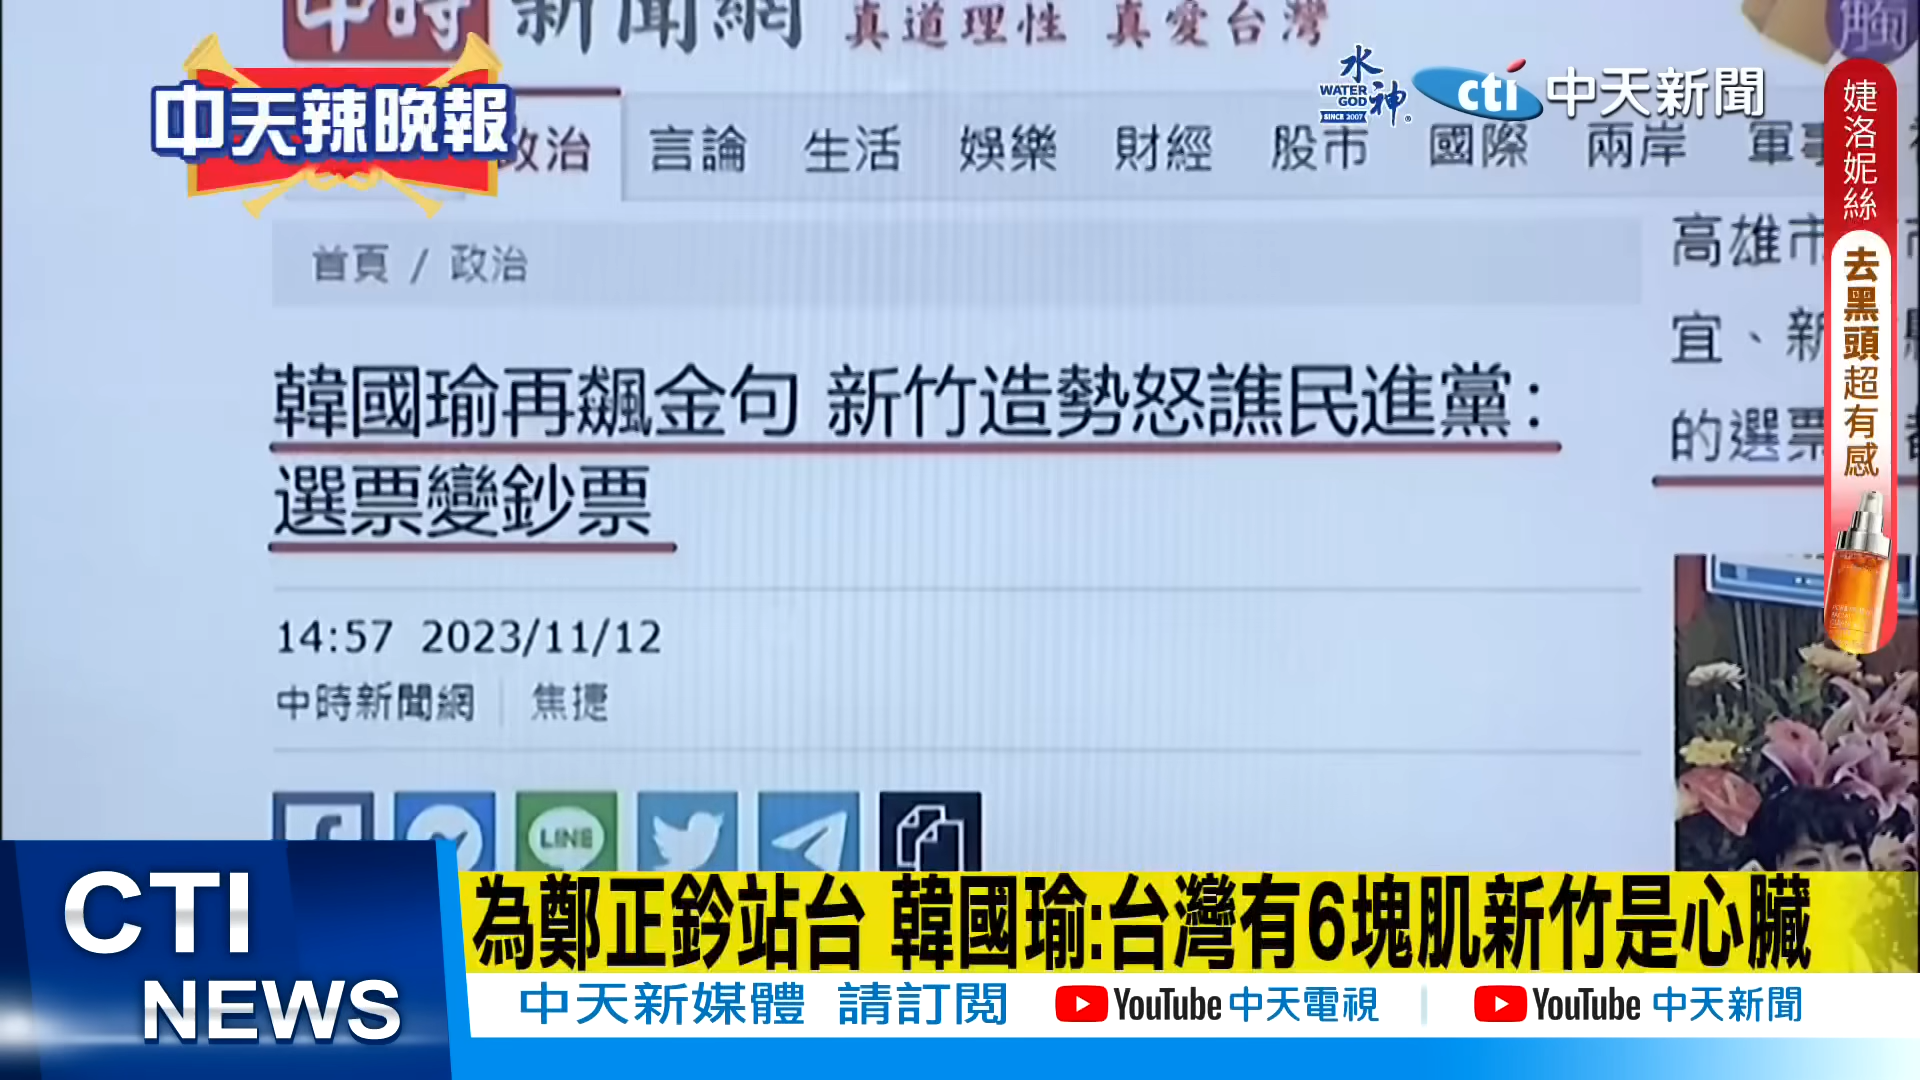 中時 新聞網 真道理性 真愛台灣
中天辣晚報
水神
WATER GOD
SINCE 2007
cti 中天新聞
政治 言論 生活 娛樂 財經 股市 國際 兩岸 軍事
首頁 / 政治
韓國瑜再飆金句 新竹造勢怒譙民進黨：
選票變鈔票
14:57 2023/11/12
中時新聞網 焦捷
高雄市
宜、新
的選票
LINE
婕洛妮絲
去黑頭超有感
CTI
NEWS
為鄭正鈐站台 韓國瑜:台灣有6塊肌新竹是心臟
中天新媒體 請訂閱 YouTube 中天電視 YouTube 中天新聞